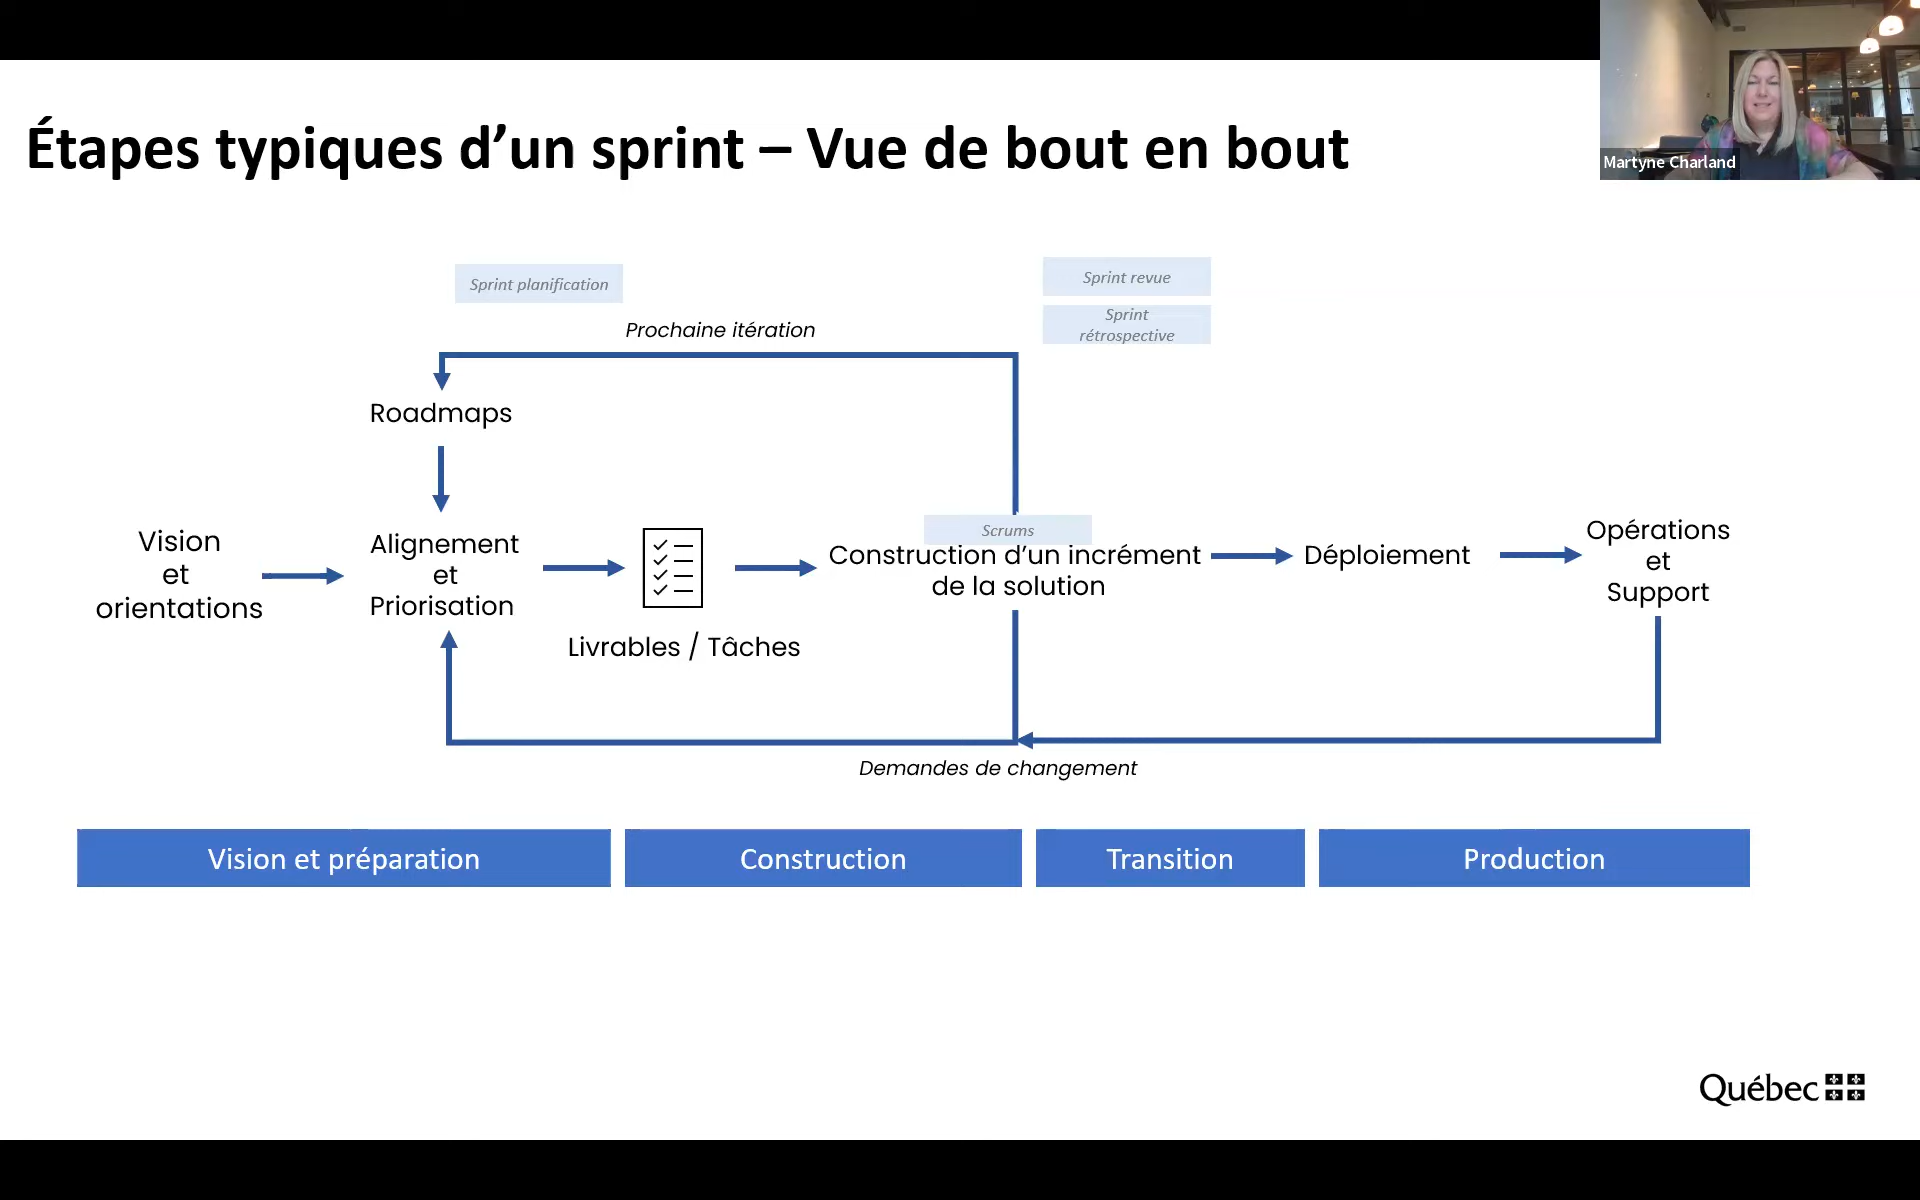 Étapes typiques d’un sprint – Vue de bout en bout
Martyne Charland
Sprint planification
Sprint revue
Sprint
rétrospective
Prochaine itération
Roadmaps
Vision
et
orientations
Alignement
et
Priorisation
Livrables / Tâches
Scrums
Construction d’un incrément
de la solution
Déploiement
Opérations
et
Support
Demandes de changement
Vision et préparation
Construction
Transition
Production
Québec